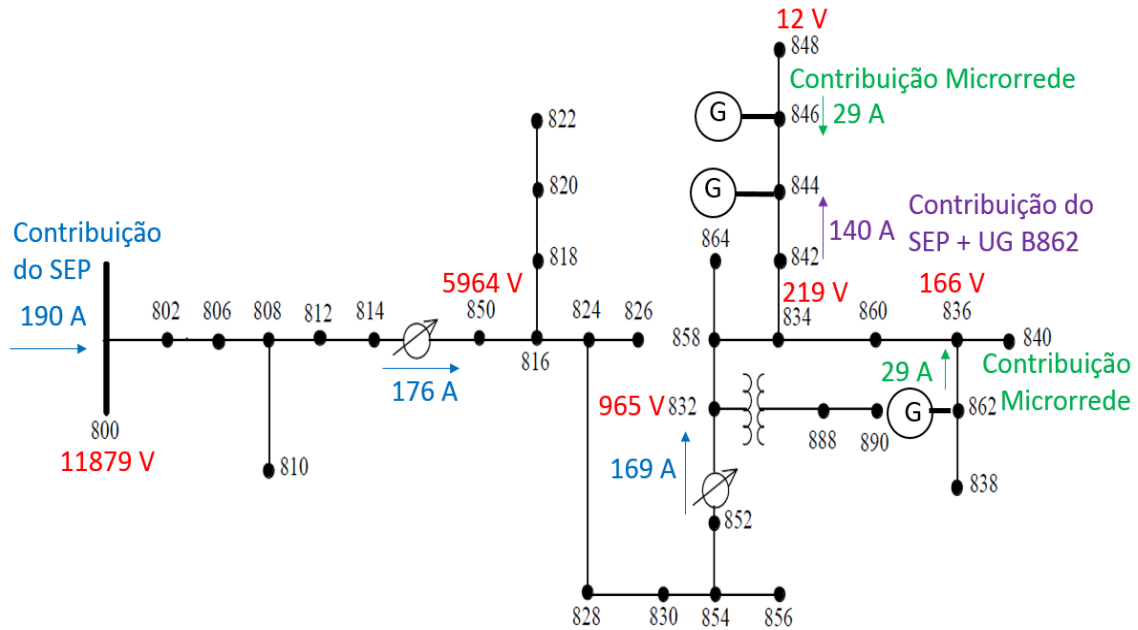 12 V
848
Contribuição Microrrede
G
846
29 A
822
G
844
820
Contribuição do
SEP + UG B862
140 A
Contribuição
do SEP
864
842
818
190 A
5964 V
219 V
166 V
802
806
808
812
814
850
824
826
834
860
836
858
816
840
176 A
29 A
Contribuição
Microrrede
800
965 V
832
G
862
11879 V
810
888
890
169 A
838
852
828
830
854
856